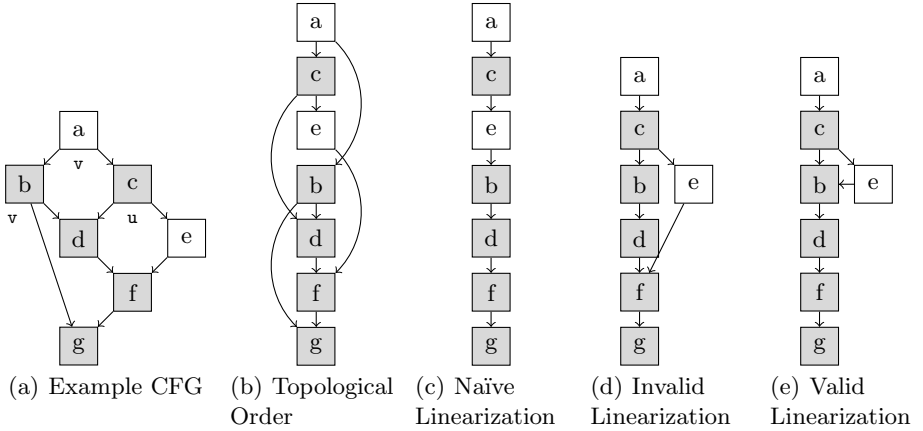 a
b
v
c
v
u
d
e
f
g
(a) Example CFG
a
c
e
b
d
f
g
(b) Topological
Order
a
c
e
b
d
f
g
(c) Naïve
Linearization
a
c
b
e
d
f
g
(d) Invalid
Linearization
a
c
b
e
d
f
g
(e) Valid
Linearization